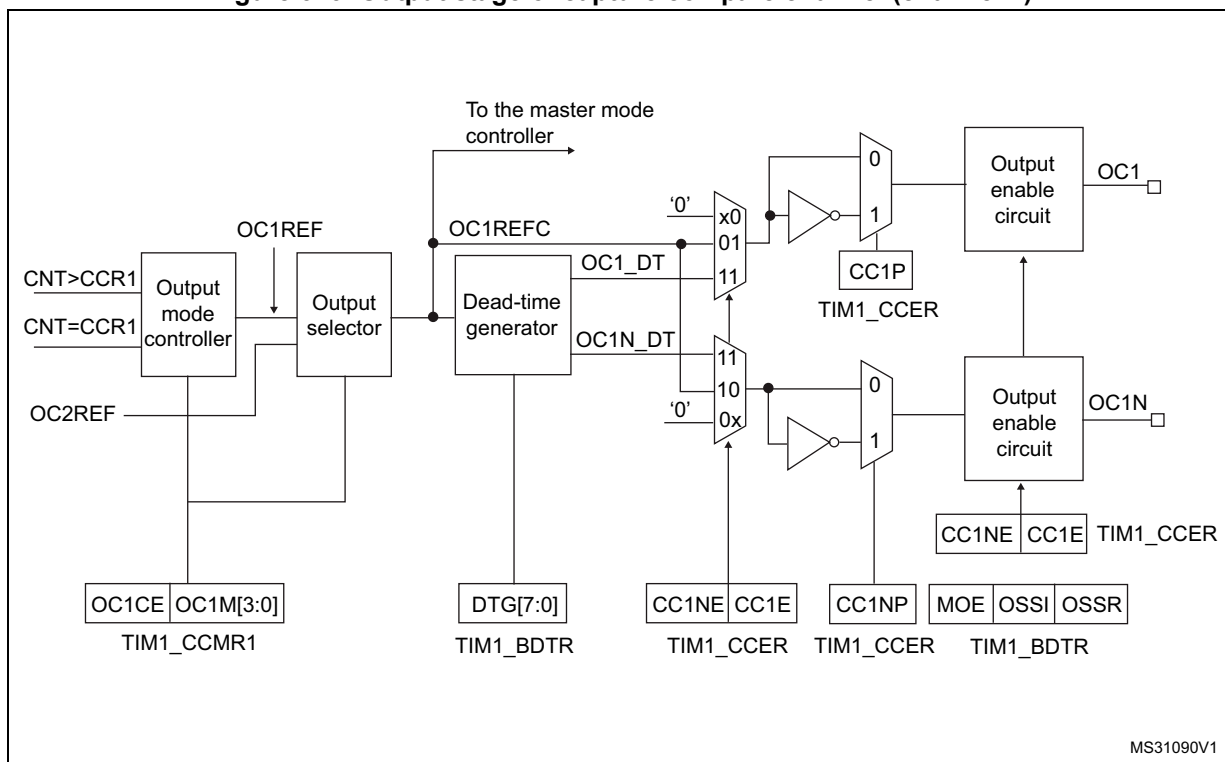 To the master mode
controller
OC1REF
OC1REFC
CNT>CCR1
CNT=CCR1
Output
mode
controller
Output
selector
OC2REF
Dead-time
generator
OC1_DT
OC1N_DT
'0'
x0
01
11
11
10
0x
'0'
0
1
CC1P
TIM1_CCER
0
1
Output
enable
circuit
OC1
Output
enable
circuit
OC1N
CC1NE CC1E TIM1_CCER
OC1CE OC1M[3:0]
TIM1_CCMR1
DTG[7:0]
TIM1_BDTR
CC1NE CC1E
TIM1_CCER
CC1NP
TIM1_CCER
MOE OSSI OSSR
TIM1_BDTR
MS31090V1